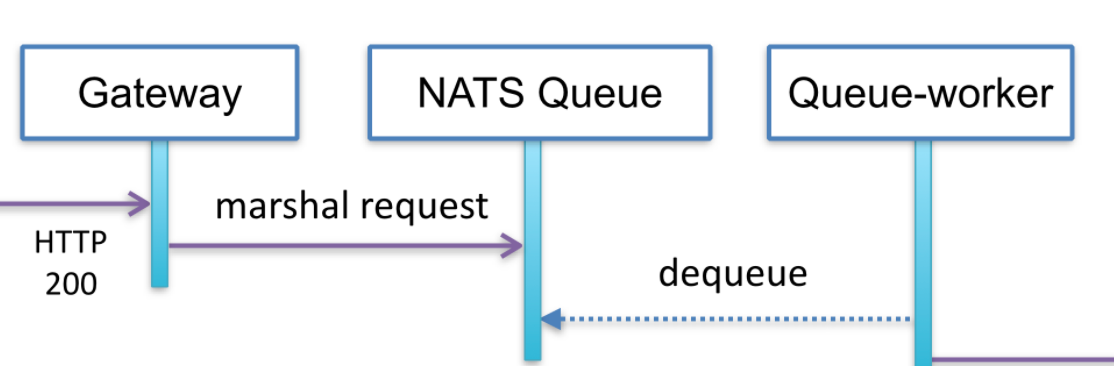 Gateway
NATS Queue
Queue-worker
marshal request
HTTP
200
dequeue